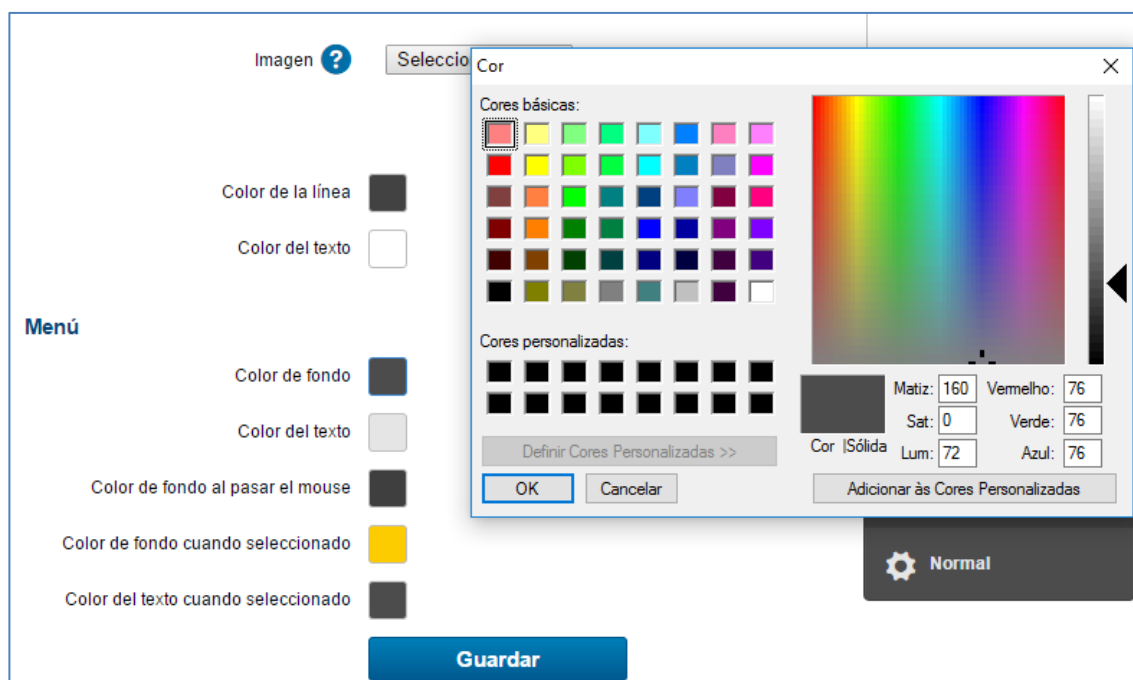 Imagen ?
Seleccio
Color de la línea
Color del texto
Menú
Color de fondo
Color del texto
Color de fondo al pasar el mouse
Color de fondo cuando seleccionado
Color del texto cuando seleccionado
Guardar
Cor
Cores básicas:
Cores personalizadas:
Definir Cores Personalizadas >>
OK Cancelar
Cor |Sólida
Matiz: 160 Vermelho: 76
Sat: 0 Verde: 76
Lum: 72 Azul: 76
Adicionar às Cores Personalizadas
Normal